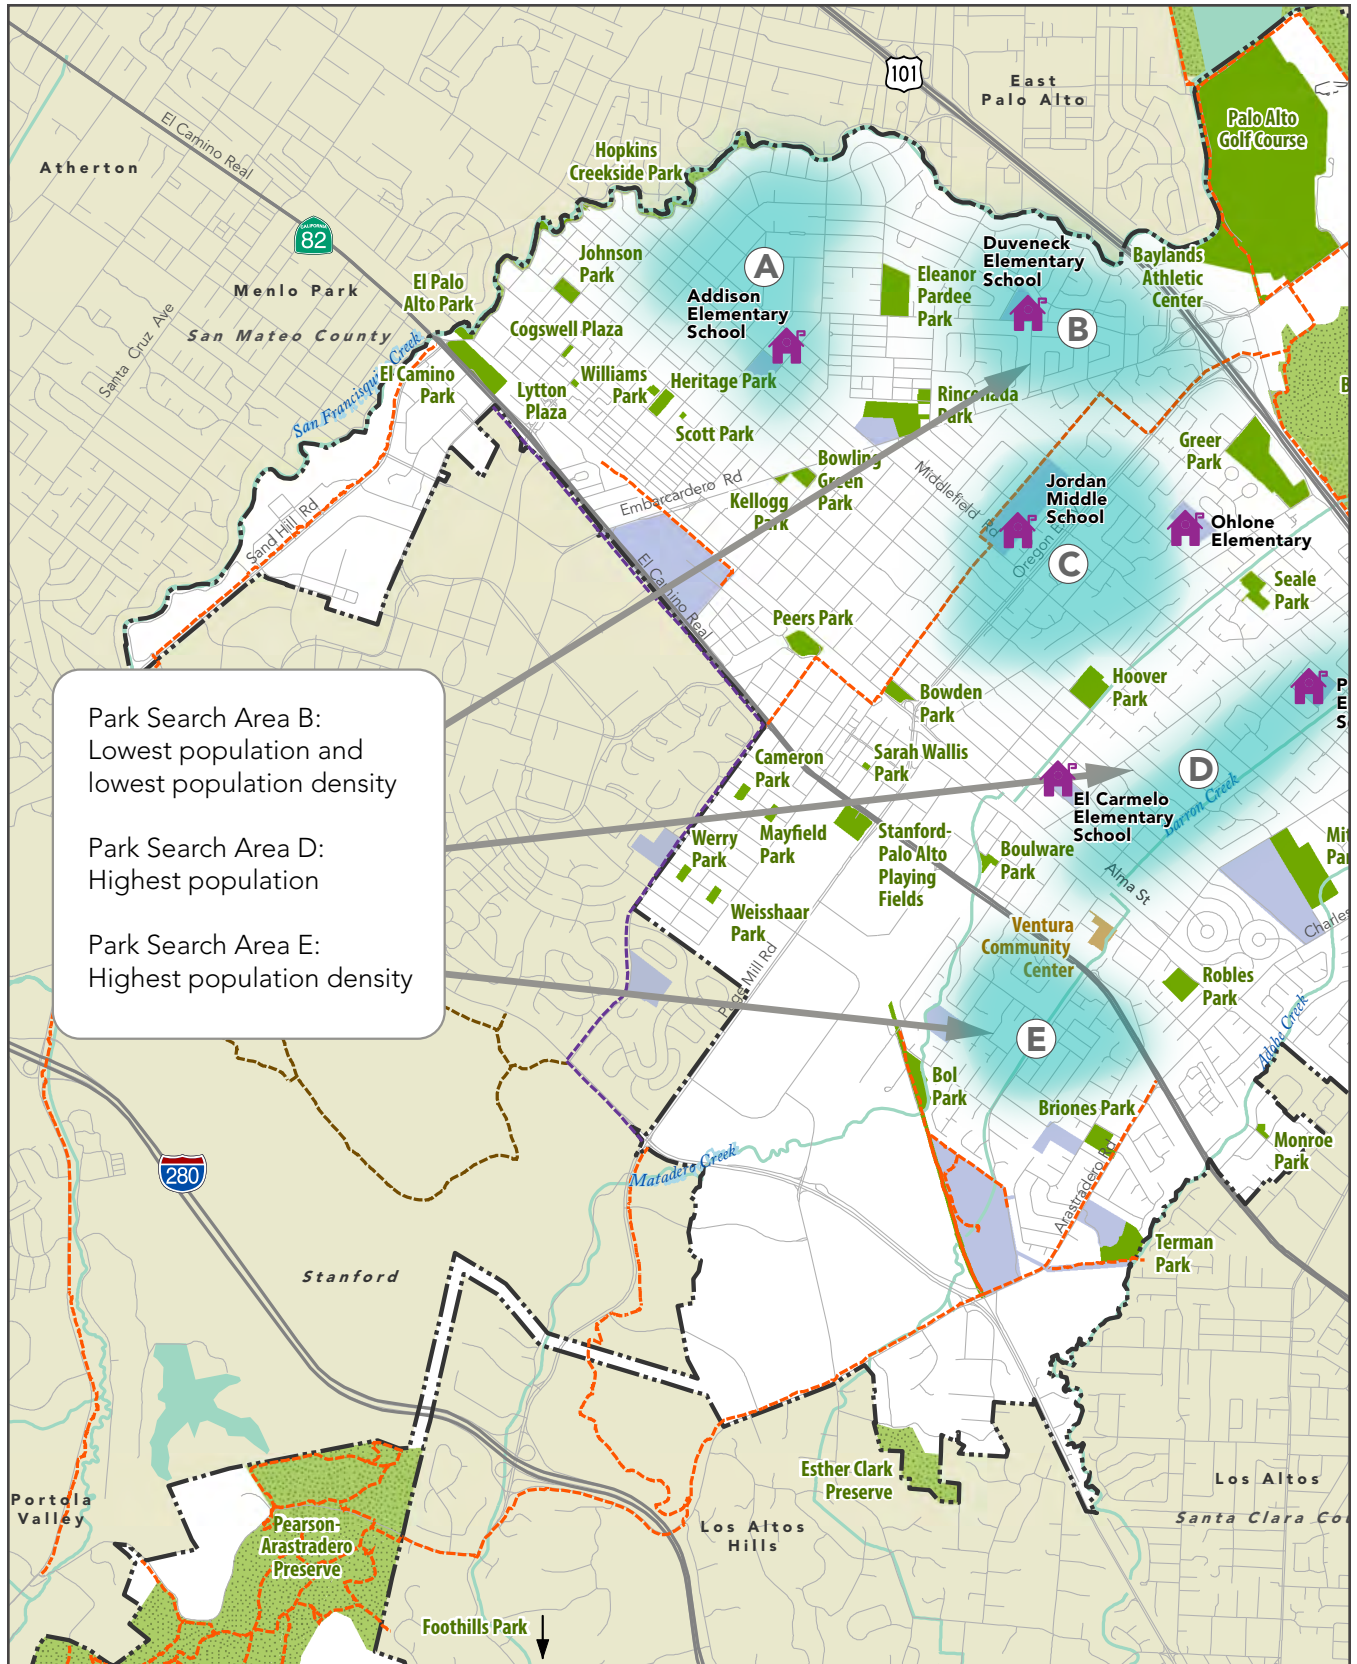 101
East
Palo Alto
Palo Alto
Golf Course
El Camino Real
Atherton
Hopkins
Creekside Park
CALIFORNIA
82
Johnson
Park
A
Duveneck
Elementary
School
Baylands
Athletic
Center
Eleanor
Pardee
Park
Addison
Elementary
School
B
Menlo Park
El Palo
Alto Park
San Mateo County
Cogswell Plaza
Santa Cruz Ave
San Francisquito Creek
El Camino
Park
Lytton
Plaza
Williams
Park
Heritage Park
Scott Park
Rinconada
Park
Greer
Park
Bowling
Green
Park
Middlefield Rd
Embarcardero Rd
Kellogg
Park
Jordan
Middle
School
Oregon
Ohlone
Elementary
C
Sand Hill Rd
El Camino Real
Seale
Park
Peers Park
Hoover
Park
Bowden
Park
Park Search Area B:
Lowest population and
lowest population density
Park Search Area D:
Highest population
Park Search Area E:
Highest population density
Cameron
Park
Sarah Wallis
Park
D
El Carmelo
Elementary
School
Barron Creek
Werry
Park
Mayfield
Park
Stanford-
Palo Alto
Playing
Fields
Boulware
Park
Alma St
Weisshaar
Park
Ventura
Community
Center
Page Mill Rd
Robles
Park
E
Adobe Creek
Bol
Park
Briones Park
Monroe
Park
280
Matadero Creek
Arastradero Rd
Terman
Park
Stanford
Esther Clark
Preserve
Los Altos
Santa Clara
Portola
Valley
Pearson-
Arastradero
Preserve
Los Altos
Hills
Foothills Park